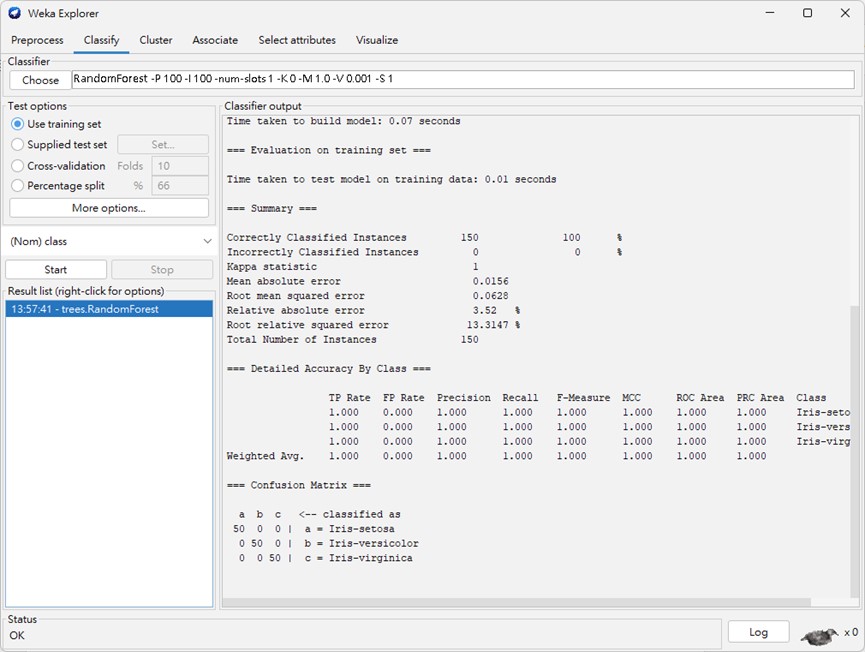 Weka Explorer
Preprocess Classify Cluster Associate Select attributes Visualize
Classifier
Choose RandomForest -P 100 -I 100 -num-slots 1 -K 0 -M 1.0 -V 0.001 -S 1
Test options
Use training set
Supplied test set Set...
Cross-validation Folds 10
Percentage split % 66
More options...
(Nom) class
Start Stop
Result list (right-click for options)
13:57:41 - trees.RandomForest
Classifier output
Time taken to build model: 0.07 seconds
=== Evaluation on training set ===
Time taken to test model on training data: 0.01 seconds
=== Summary ===
Correctly Classified Instances 150 100 %
Incorrectly Classified Instances 0 0 %
Kappa statistic 1
Mean absolute error 0.0156
Root mean squared error 0.0628
Relative absolute error 3.52 %
Root relative squared error 13.3147 %
Total Number of Instances 150
=== Detailed Accuracy By Class ===
TP Rate FP Rate Precision Recall F-Measure MCC ROC Area PRC Area Class
1.000 0.000 1.000 1.000 1.000 1.000 1.000 1.000 Iris-seto
1.000 0.000 1.000 1.000 1.000 1.000 1.000 1.000 Iris-vers
1.000 0.000 1.000 1.000 1.000 1.000 1.000 1.000 Iris-virg
Weighted Avg. 1.000 0.000 1.000 1.000 1.000 1.000 1.000 1.000
=== Confusion Matrix ===
a b c <-- classified as
50 0 0 | a = Iris-setosa
0 50 0 | b = Iris-versicolor
0 0 50 | c = Iris-virginica
Status
OK
Log
x 0